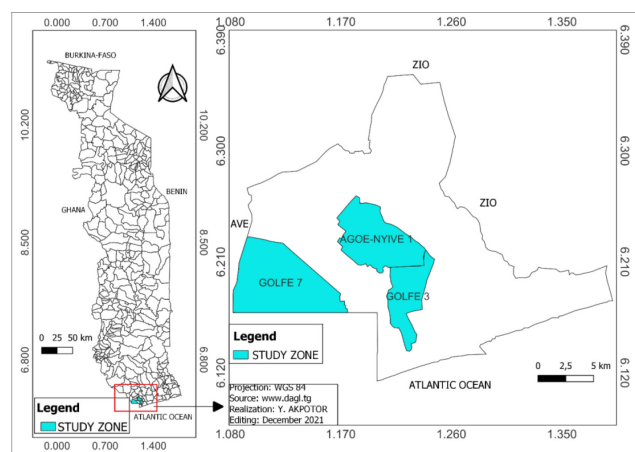 0.000 0.700 1.400
BURKINA-FASO
10.200
10.200
BENIN
GHANA
8.500
8.500
0 25 50 km
6.800
6.800
Legend
STUDY ZONE
ATLANTIC OCEAN
0.000 0.700 1.400
1.080 1.170 1.260 1.350
6.390
6.390
ZIO
6.300
6.300
ZIO
AVE
AGOE-NYIVE 1
6.210
6.210
GOLFE 7
GOLFE 3
Legend
STUDY ZONE
0 2,5 5 km
6.120
6.120
ATLANTIC OCEAN
Projection: WGS 84
Source: www.dagl.tg
Realization: Y. AKPOTOR
Editing: December 2021
1.080 1.170 1.260 1.350